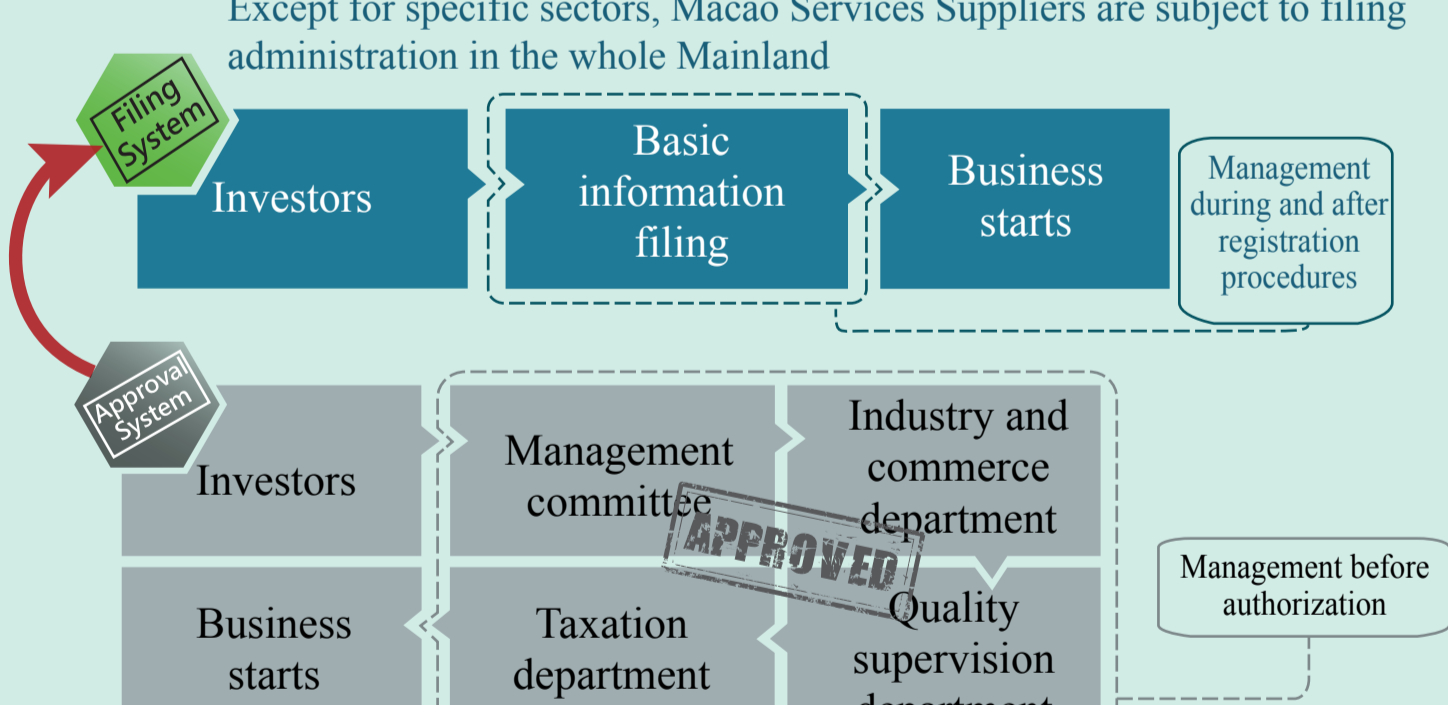 Except for specific sectors, Macao Services Suppliers are subject to filing
administration in the whole Mainland
Filing
System
Investors
Basic
information
filing
Business
starts
Management
during and after
registration
procedures
Approval
System
Investors
Management
committee
Industry and
commerce
department
APPROVED
Management before
authorization
Business
starts
Taxation
department
Quality
supervision
department